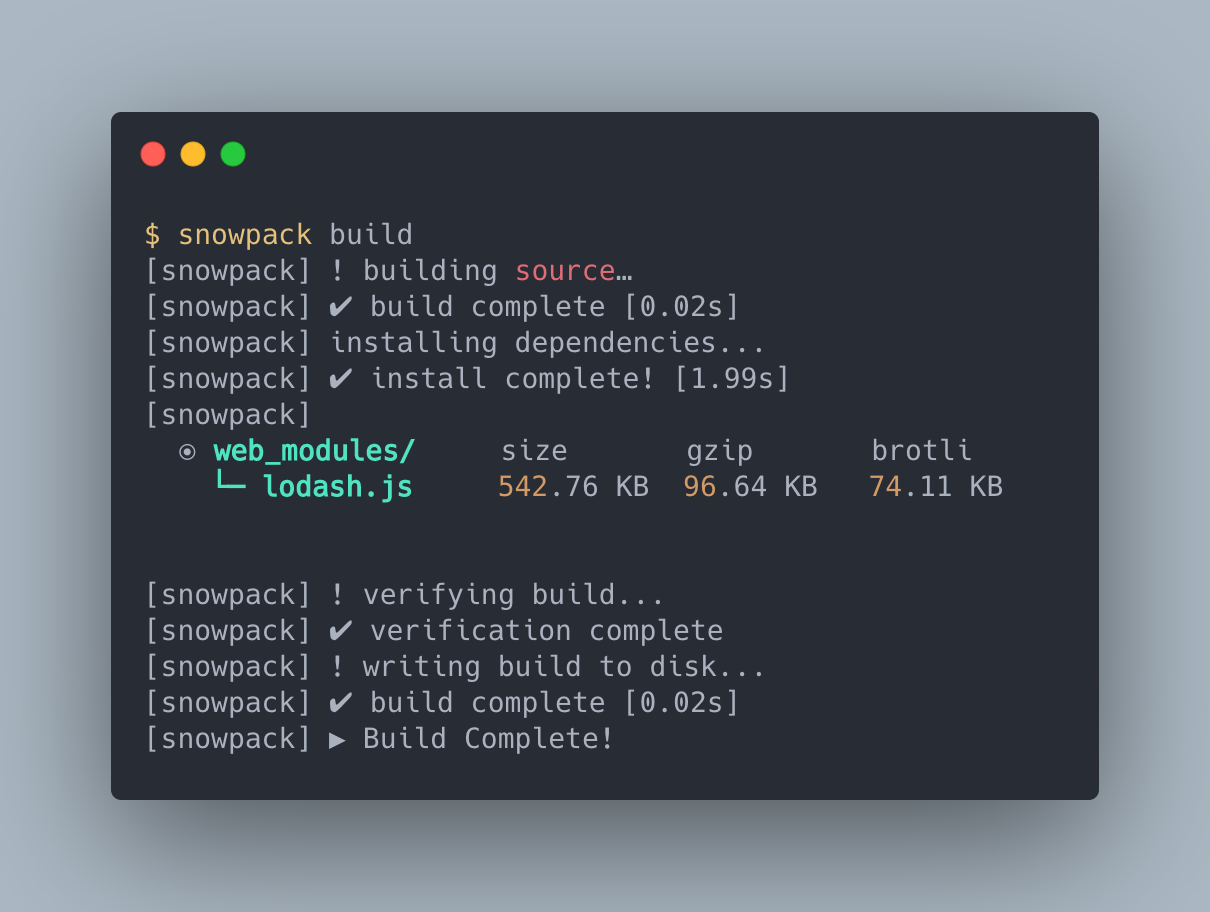 $ snowpack build
[snowpack] ! building source…
[snowpack] ✔ build complete [0.02s]
[snowpack] installing dependencies...
[snowpack] ✔ install complete! [1.99s]
[snowpack]
  ⦿ web_modules/     size       gzip       brotli
    └─ lodash.js     542.76 KB  96.64 KB   74.11 KB
[snowpack] ! verifying build...
[snowpack] ✔ verification complete
[snowpack] ! writing build to disk...
[snowpack] ✔ build complete [0.02s]
[snowpack] ▶ Build Complete!